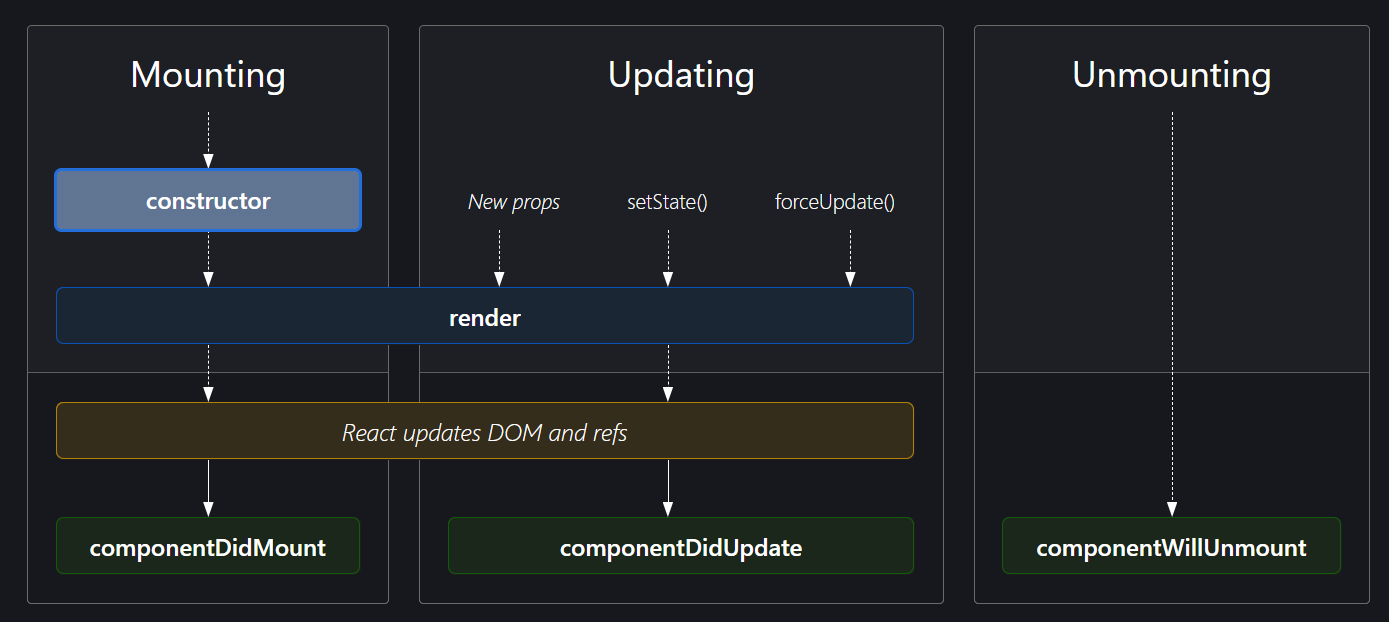 Mounting
Updating
Unmounting
constructor
New props
setState()
forceUpdate()
render
React updates DOM and refs
componentDidMount
componentDidUpdate
componentWillUnmount